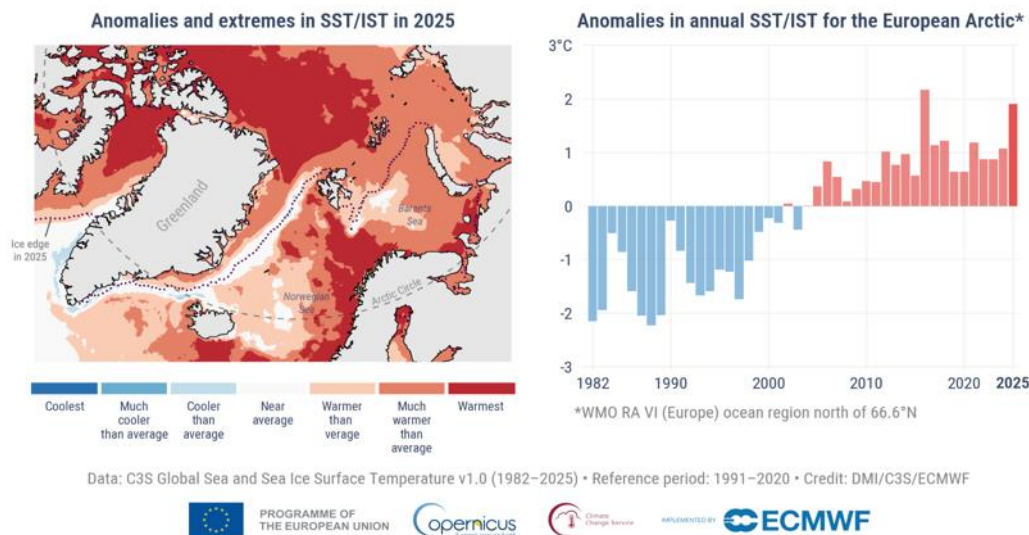 Anomalies and extremes in SST/IST in 2025
Greenland
Barents
Sea
Ice edge
in 2025
Norwegian
Sea
Arctic Circle
Coolest
Much
cooler
than average
Cooler
than
average
Near
average
Warmer
than
verage
Much
warmer
than
average
Warmest
Anomalies in annual SST/IST for the European Arctic*
3°C
2
1
0
-1
-2
-3
1982
1990
2000
2010
2020
2025
*WMO RA VI (Europe) ocean region north of 66.6°N
Data: C3S Global Sea and Sea Ice Surface Temperature v1.0 (1982–2025) • Reference period: 1991–2020 • Credit: DMI/C3S/ECMWF
PROGRAMME OF
THE EUROPEAN UNION
Copernicus
Climate
Change Service
IMPLEMENTED BY
ECMWF